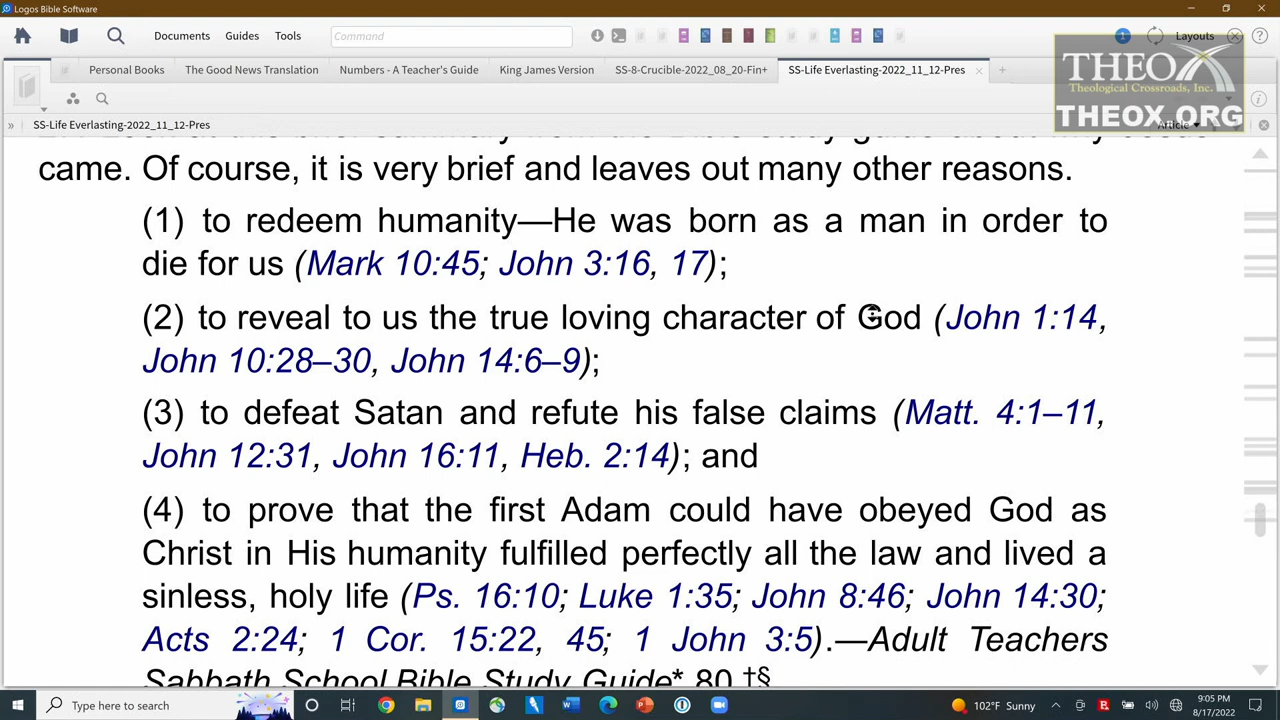 Logos Bible Software
Documents Guides Tools Command 1 Layouts
Personal Books The Good News Translation Numbers - A Teacher's Guide King James Version SS-8-Crucible-2022_08_20-Fin+ SS-Life Everlasting-2022_11_12-Pres
THEOX
Theological Crossroads, Inc.
THEOX.ORG
SS-Life Everlasting-2022_11_12-Pres Article
came. Of course, it is very brief and leaves out many other reasons.
(1) to redeem humanity—He was born as a man in order to
die for us (Mark 10:45; John 3:16, 17);
(2) to reveal to us the true loving character of God (John 1:14,
John 10:28–30, John 14:6–9);
(3) to defeat Satan and refute his false claims (Matt. 4:1–11,
John 12:31, John 16:11, Heb. 2:14); and
(4) to prove that the first Adam could have obeyed God as
Christ in His humanity fulfilled perfectly all the law and lived a
sinless, holy life (Ps. 16:10; Luke 1:35; John 8:46; John 14:30;
Acts 2:24; 1 Cor. 15:22, 45; 1 John 3:5).—Adult Teachers
Sabbath School Bible Study Guide* 80.†§
Type here to search 102°F Sunny 9:05 PM
8/17/2022